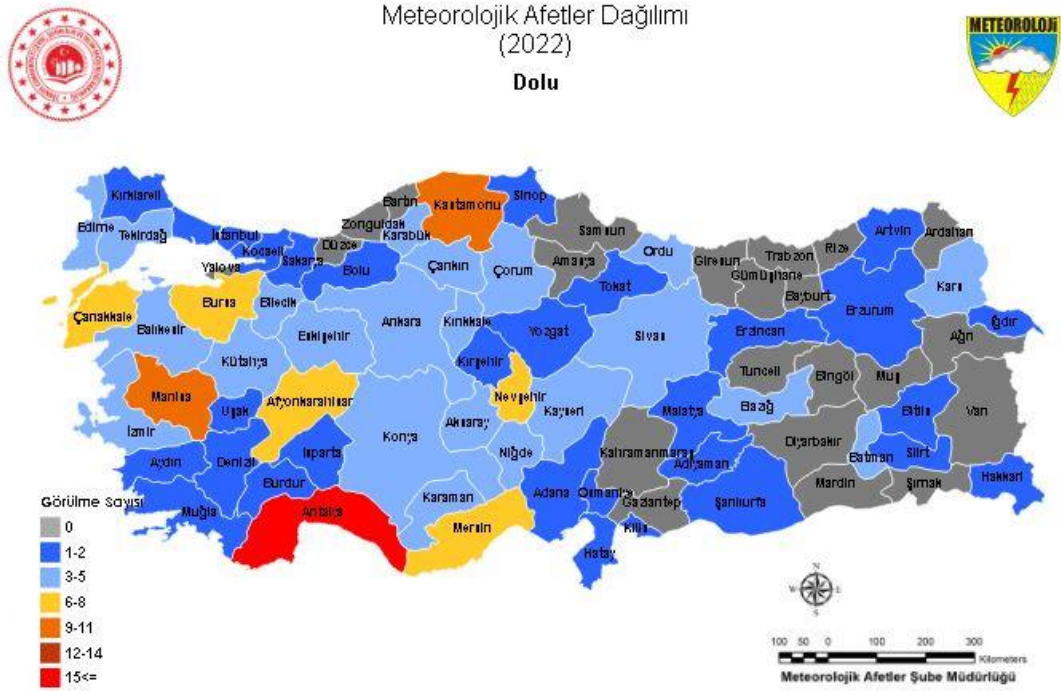 Meteorolojik Afetler Dağılımı
(2022)
Dolu
METEOROLOJİ
Kırklareli
Edirne
Tekirdağ
İstanbul
Kocaeli
Yalova
Sakarya
Düzce
Bolu
Zonguldak
Bartın
Karabük
Kastamonu
Sinop
Samsun
Amasya
Ordu
Giresun
Trabzon
Gümüşhane
Bayburt
Rize
Artvin
Ardahan
Kars
Iğdır
Ağrı
Erzurum
Erzincan
Tokat
Çorum
Çankırı
Çanakkale
Balıkesir
Bursa
Bilecik
Eskişehir
Ankara
Kırıkkale
Yozgat
Kırşehir
Sivas
Kütahya
Manisa
Uşak
Afyonkarahisar
İzmir
Konya
Aksaray
Nevşehir
Kayseri
Niğde
Malatya
Elazığ
Tunceli
Bingöl
Muş
Bitlis
Van
Diyarbakır
Batman
Siirt
Mardin
Şırnak
Hakkari
Aydın
Denizli
Isparta
Burdur
Muğla
Antalya
Karaman
Mersin
Adana
Osmaniye
Kahramanmaraş
Gaziantep
Kilis
Hatay
Adıyaman
Şanlıurfa
Görülme Sayısı
0
1-2
3-5
6-8
9-11
12-14
15<=
N
W E
S
100 50 0 100 200 300
Kilometers
Meteorolojik Afetler Şube Müdürlüğü